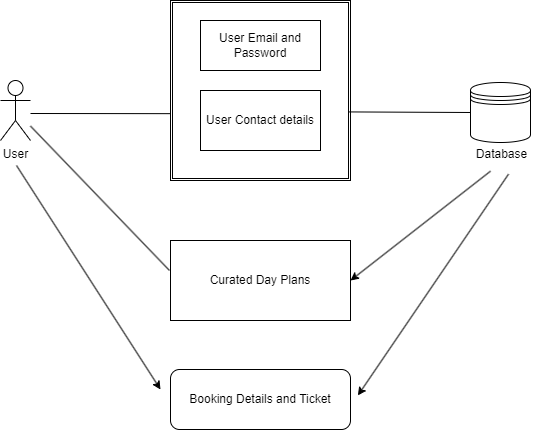 User Email and
Password
User Contact details
User
Database
Curated Day Plans
Booking Details and Ticket